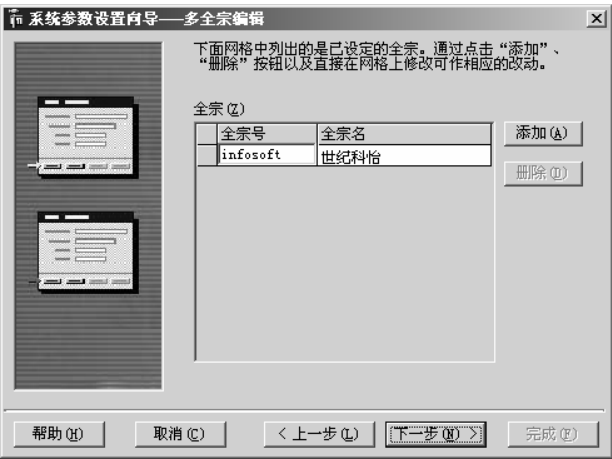 系统参数设置向导——多全宗编辑
下面网格中列出的是已设定的全宗。通过点击“添加”、
“删除”按钮以及直接在网格上修改可作相应的改动。
全宗(Z)
全宗号 全宗名
infosoft 世纪科怡
添加(A)
删除(D)
帮助(H) 取消(C) <上一步(L) 下一步(N)> 完成(F)